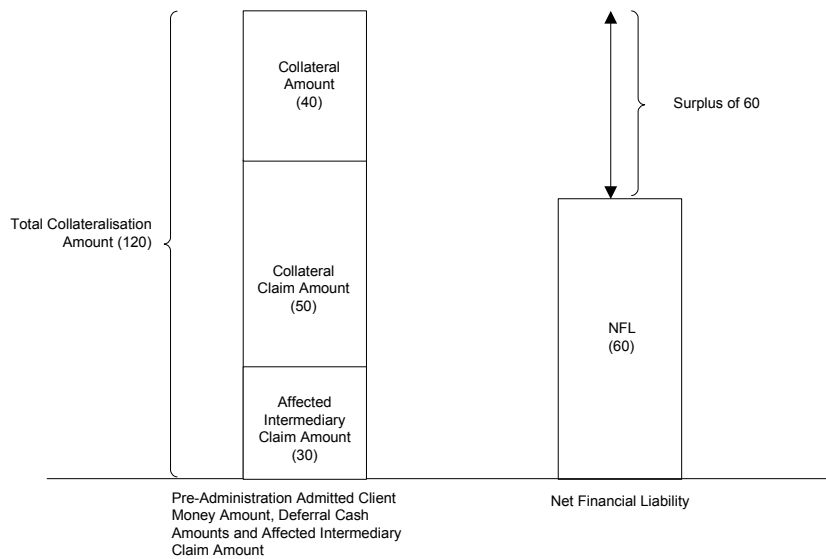 Collateral
Amount
(40)
Surplus of 60
Total Collateralisation
Amount (120)
Collateral
Claim Amount
(50)
NFL
(60)
Affected
Intermediary
Claim Amount
(30)
Pre-Administration Admitted Client
Money Amount, Deferral Cash
Amounts and Affected Intermediary
Claim Amount
Net Financial Liability